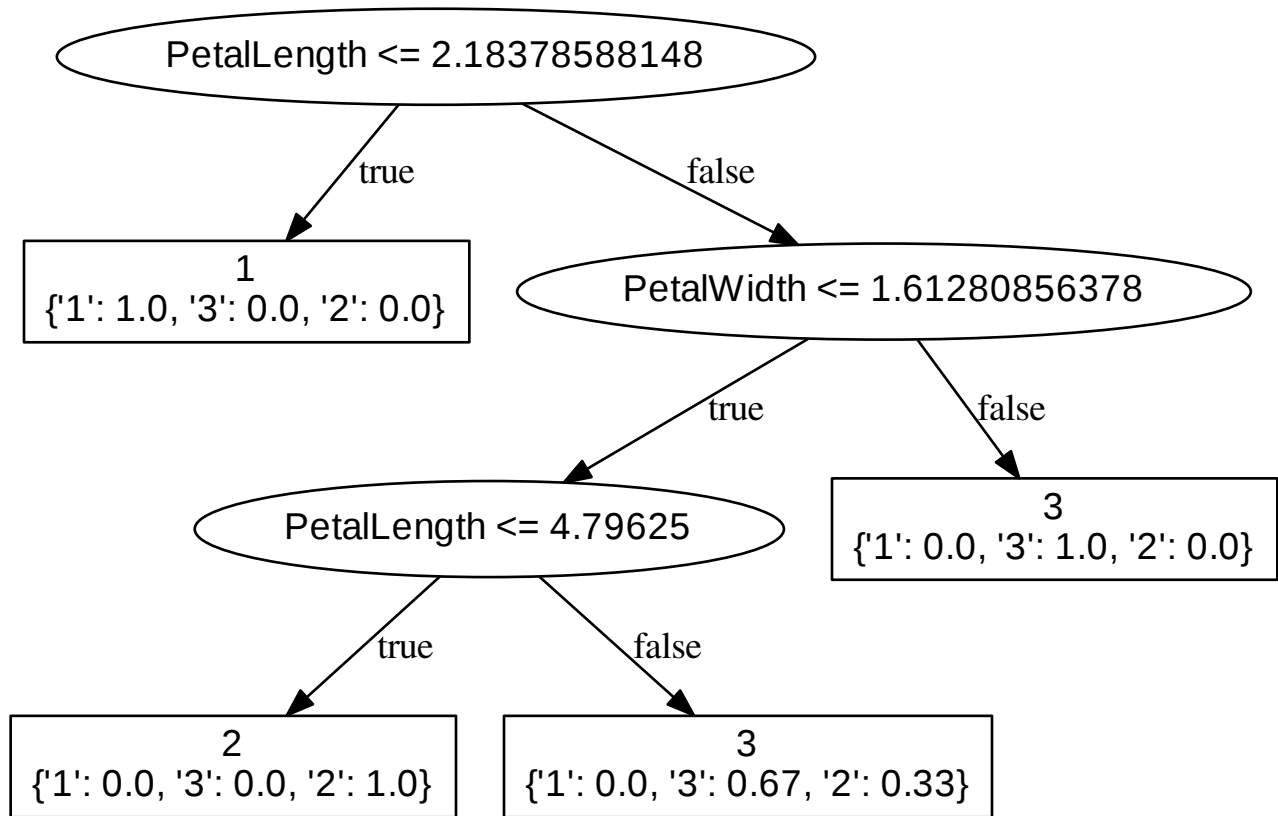 PetalLength <= 2.18378588148
true
false
1
{'1': 1.0, '3': 0.0, '2': 0.0}
PetalWidth <= 1.61280856378
true
false
PetalLength <= 4.79625
3
{'1': 0.0, '3': 1.0, '2': 0.0}
true
false
2
{'1': 0.0, '3': 0.0, '2': 1.0}
3
{'1': 0.0, '3': 0.67, '2': 0.33}